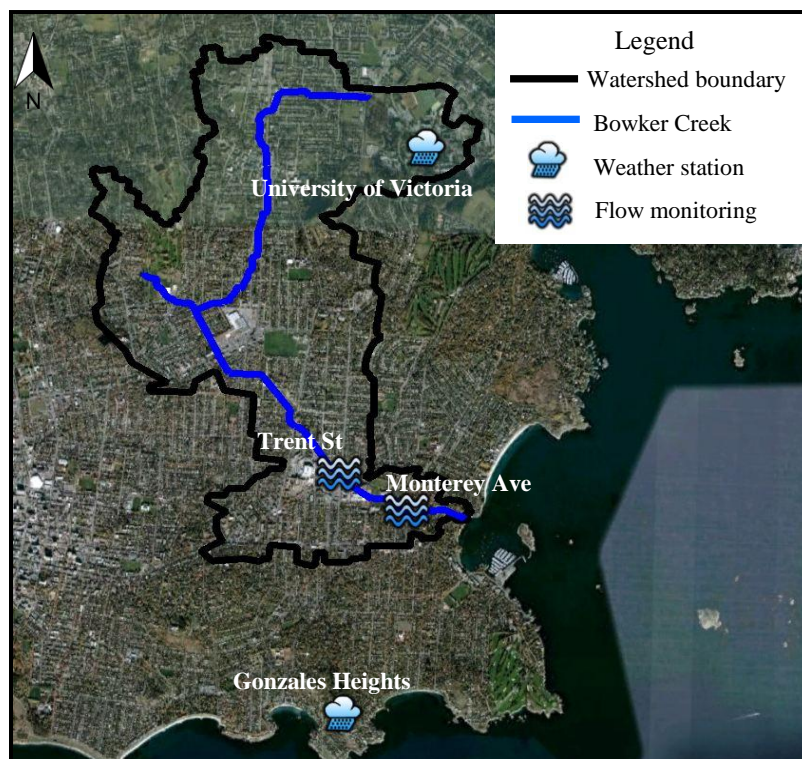 Legend
Watershed boundary
Bowker Creek
Weather station
Flow monitoring
N
University of Victoria
Trent St
Monterey Ave
Gonzales Heights